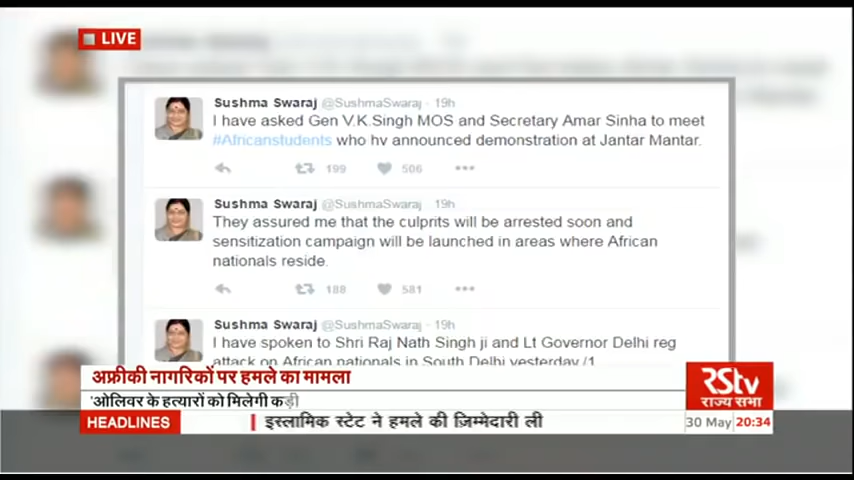 LIVE
Sushma Swaraj @SushmaSwaraj · 19h
I have asked Gen V.K.Singh MOS and Secretary Amar Sinha to meet
#Africanstudents who hv announced demonstration at Jantar Mantar.
199 506
Sushma Swaraj @SushmaSwaraj · 19h
They assured me that the culprits will be arrested soon and
sensitization campaign will be launched in areas where African
nationals reside.
188 581
Sushma Swaraj @SushmaSwaraj · 19h
I have spoken to Shri Raj Nath Singh ji and Lt Governor Delhi reg
attack on African nationals in South Delhi yesterday /1
अफ्रीकी नागरिकों पर हमले का मामला
'ओलिवर के हत्यारों को मिलेगी कड़ी
RStv
राज्य सभा
HEADLINES
इस्लामिक स्टेट ने हमले की ज़िम्मेदारी ली
30 May 20:34